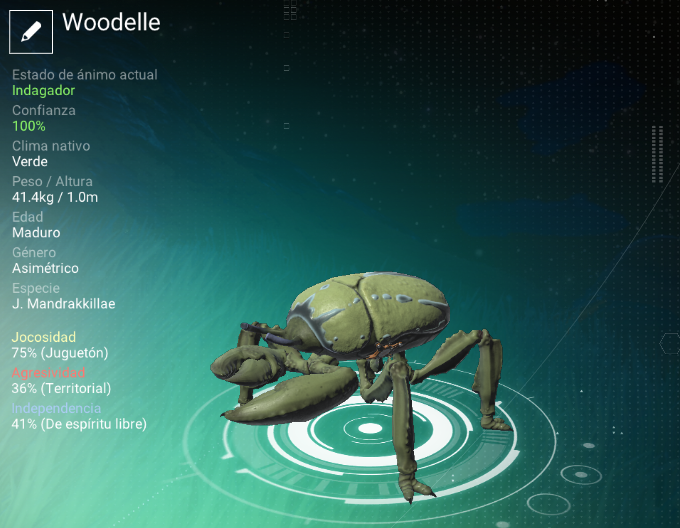 Woodelle
Estado de ánimo actual
Indagador
Confianza
100%
Clima nativo
Verde
Peso / Altura
41.4kg / 1.0m
Edad
Maduro
Género
Asimétrico
Especie
J. Mandrakkillae
Jocosidad
75% (Juguetón)
Agresividad
36% (Territorial)
Independencia
41% (De espíritu libre)